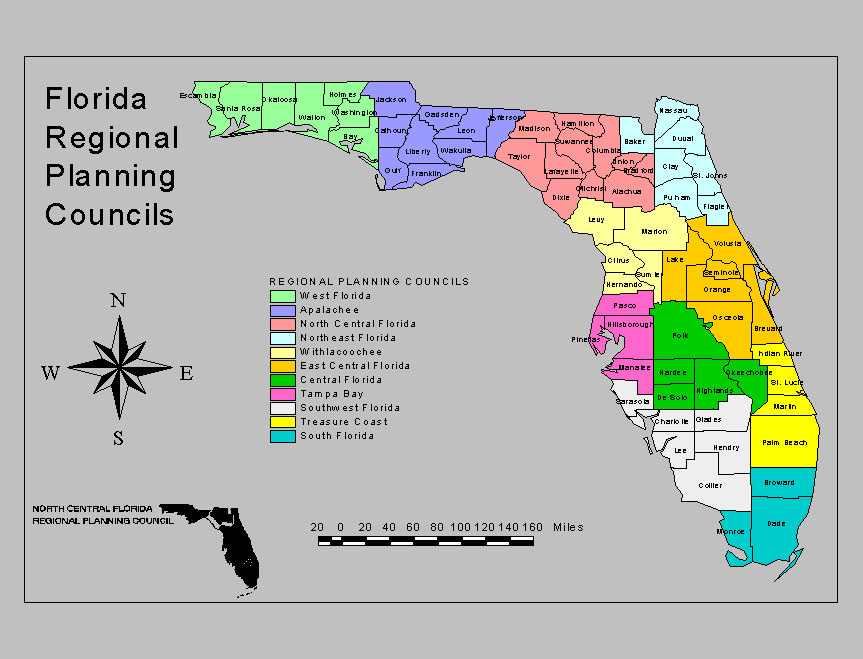 Florida
Regional
Planning
Councils
Escambia
Santa Rosa
Okaloosa
Walton
Holmes
Washington
Bay
Jackson
Calhoun
Gulf
Liberty
Franklin
Gadsden
Leon
Wakulla
Jefferson
Madison
Taylor
Hamilton
Suwannee
Columbia
Lafayette
Dixie
Gilchrist
Union
Bradford
Alachua
Baker
Nassau
Duval
Clay
St. Johns
Putnam
Flagler
Levy
Marion
Citrus
Sumter
Hernando
Lake
Volusia
Seminole
Orange
Osceola
Brevard
Pasco
Hillsborough
Pinellas
Manatee
Polk
Hardee
De Soto
Highlands
Okeechobee
Indian River
St. Lucie
Martin
Palm Beach
Sarasota
Charlotte
Glades
Lee
Hendry
Collier
Broward
Dade
Monroe
REGIONAL PLANNING COUNCILS
West Florida
Apalachee
North Central Florida
Northeast Florida
Withlacoochee
East Central Florida
Central Florida
Tampa Bay
Southwest Florida
Treasure Coast
South Florida
N
W E
S
NORTH CENTRAL FLORIDA
REGIONAL PLANNING COUNCIL
20 0 20 40 60 80 100 120 140 160 Miles